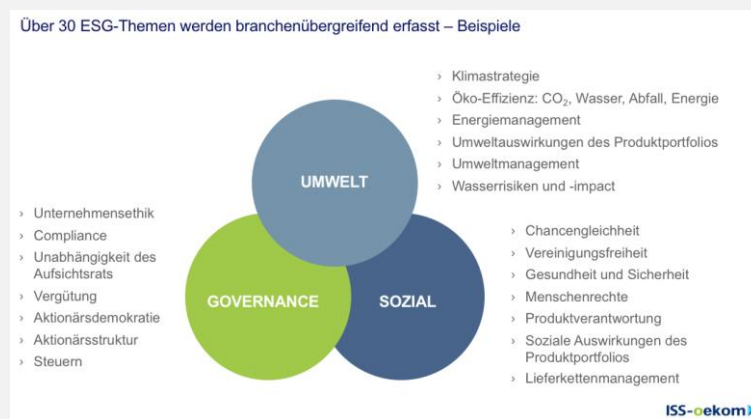 Über 30 ESG-Themen werden branchenübergreifend erfasst – Beispiele
› Klimastrategie
› Öko-Effizienz: CO₂, Wasser, Abfall, Energie
› Energiemanagement
› Umweltauswirkungen des Produktportfolios
› Umweltmanagement
› Wasserrisiken und -impact
UMWELT
› Unternehmensethik
› Compliance
› Unabhängigkeit des
Aufsichtsrats
› Vergütung
› Aktionärsdemokratie
› Aktionärsstruktur
› Steuern
GOVERNANCE
SOZIAL
› Chancengleichheit
› Vereinigungsfreiheit
› Gesundheit und Sicherheit
› Menschenrechte
› Produktverantwortung
› Soziale Auswirkungen des
Produktportfolios
› Lieferkettenmanagement
ISS-oekom